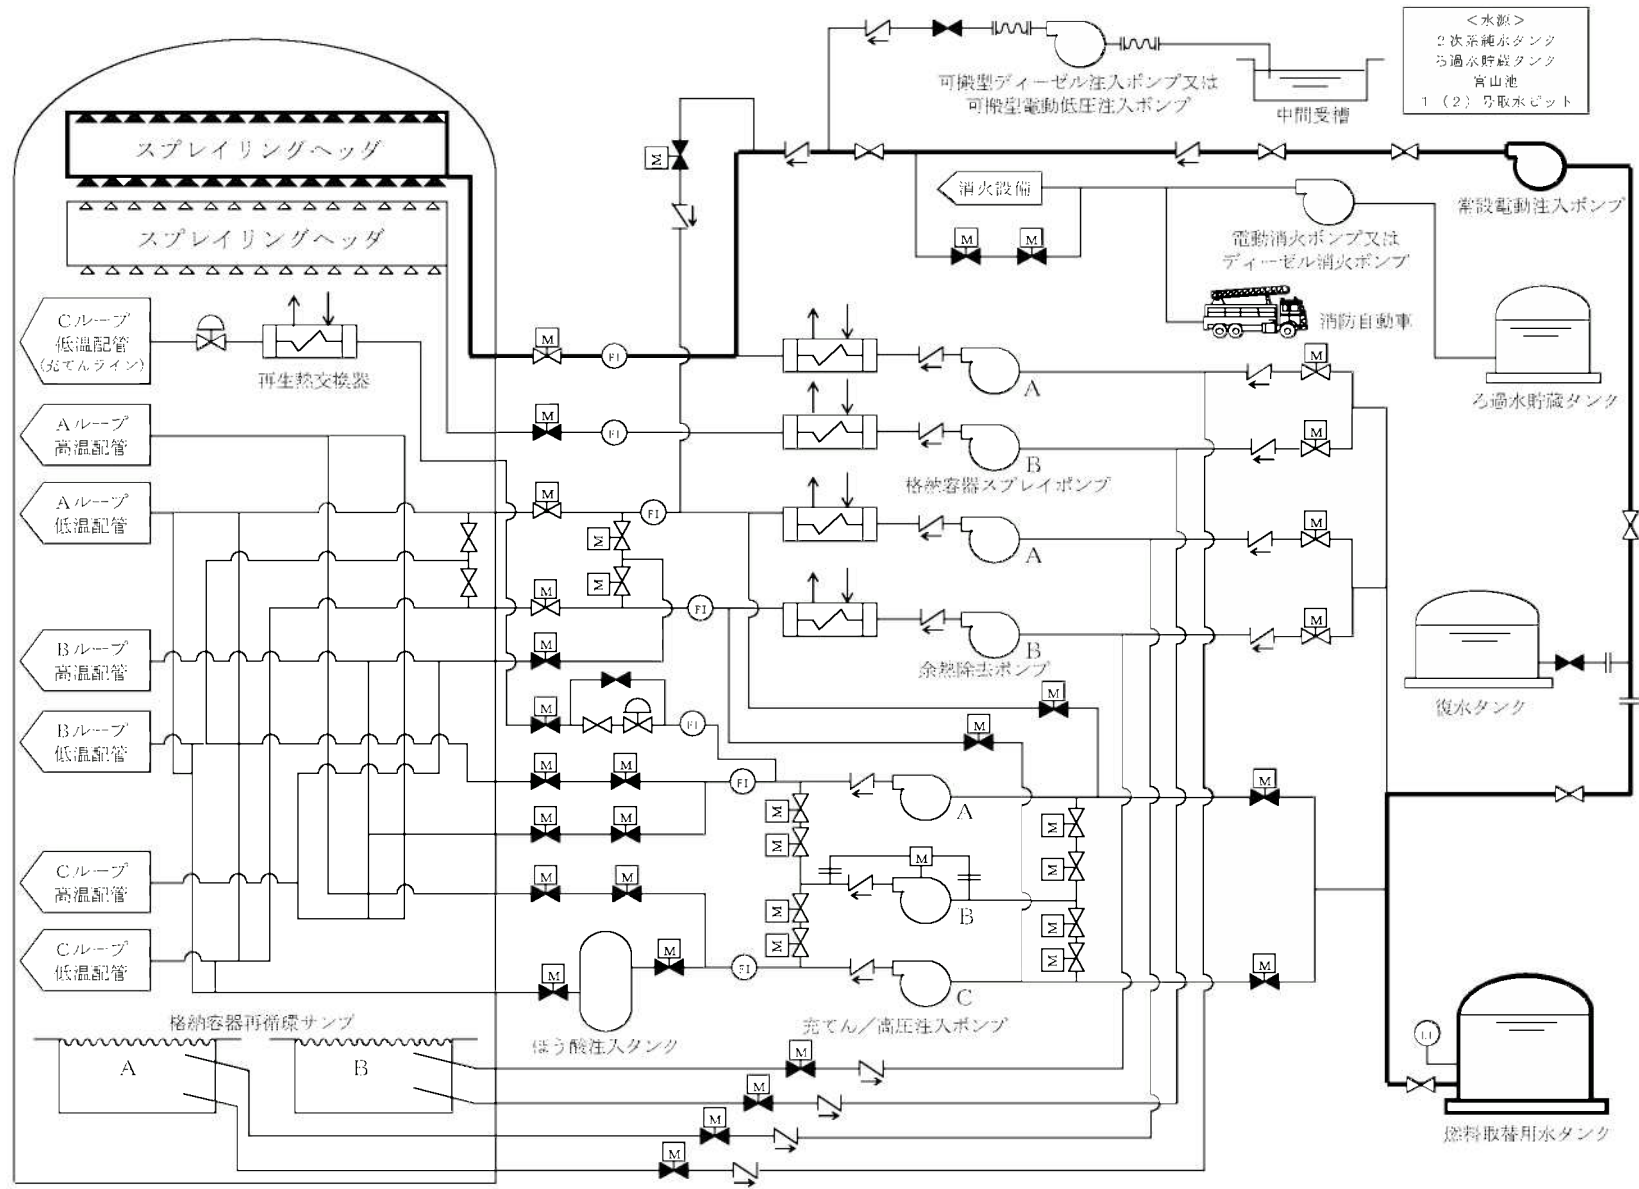 <水源>
2次系純水タンク
ろ過水貯蔵タンク
宮山池
1(2)号取水ピット
可搬型ディーゼル注入ポンプ又は
可搬型電動低圧注入ポンプ
中間受槽
スプレイリングヘッダ
スプレイリングヘッダ
M
消火設備
常設電動注入ポンプ
M
M
電動消火ポンプ又は
ディーゼル消火ポンプ
消防自動車
ろ過水貯蔵タンク
Cループ
低温配管
(充てんライン)
再生熱交換器
M
FI
A
M
Aループ
高温配管
M
FI
B
M
格納容器スプレイポンプ
Aループ
低温配管
M
FI
M
A
M
M
M
FI
B
M
余熱除去ポンプ
Bループ
高温配管
M
M
M
復水タンク
Bループ
低温配管
M
FI
M
M
FI
M
A
M
M
M
M
M
M
M
B
Cループ
高温配管
M
M
M
M
M
M
Cループ
低温配管
M
M
FI
C
M
ほう酸注入タンク
充てん/高圧注入ポンプ
格納容器再循環サンプ
A
B
M
M
M
M
LI
燃料取替用水タンク